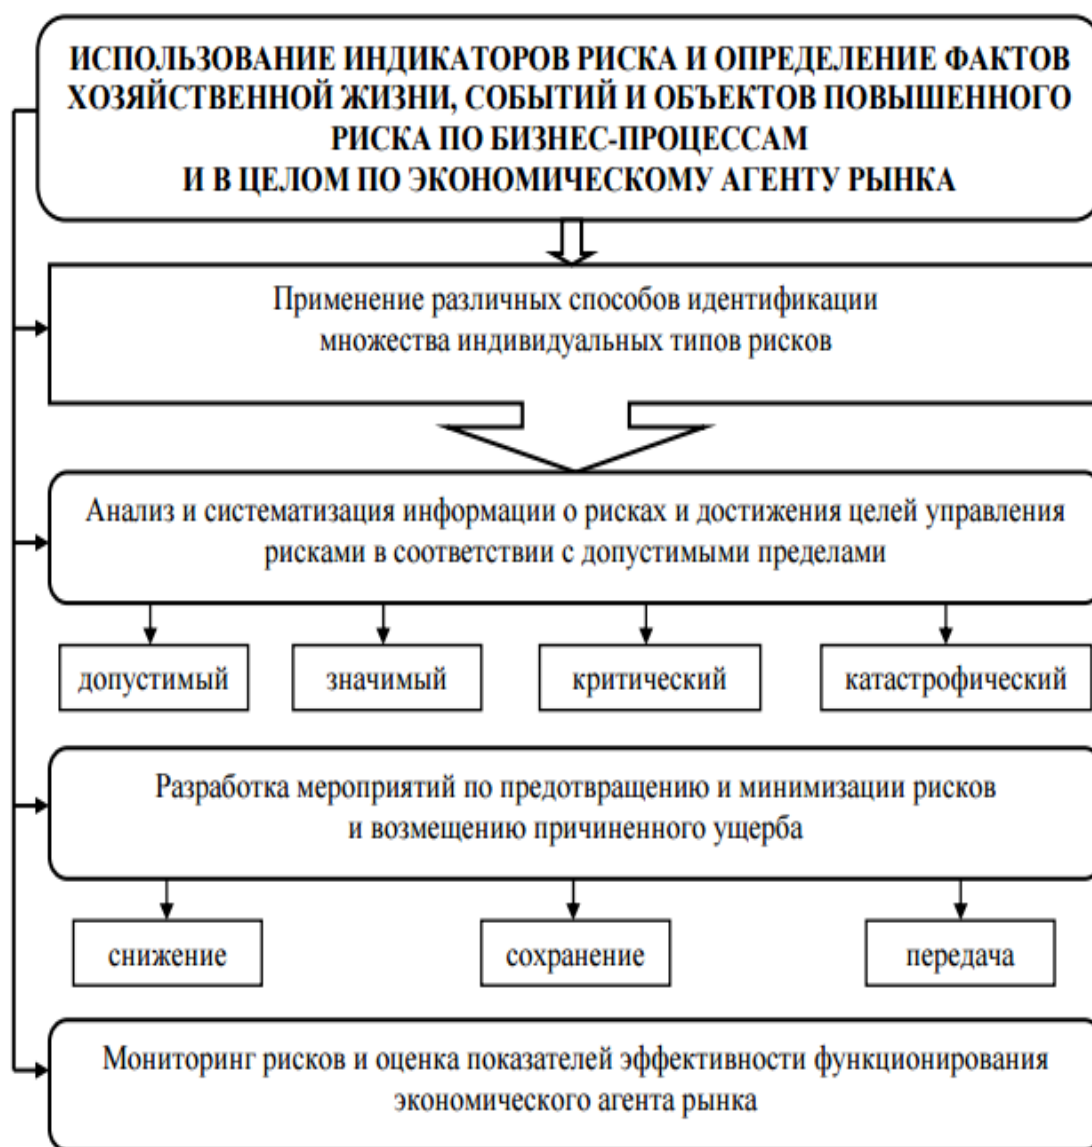 ИСПОЛЬЗОВАНИЕ ИНДИКАТОРОВ РИСКА И ОПРЕДЕЛЕНИЕ ФАКТОВ
ХОЗЯЙСТВЕННОЙ ЖИЗНИ, СОБЫТИЙ И ОБЪЕКТОВ ПОВЫШЕННОГО
РИСКА ПО БИЗНЕС-ПРОЦЕССАМ
И В ЦЕЛОМ ПО ЭКОНОМИЧЕСКОМУ АГЕНТУ РЫНКА
Применение различных способов идентификации
множества индивидуальных типов рисков
Анализ и систематизация информации о рисках и достижения целей управления
рисками в соответствии с допустимыми пределами
допустимый
значимый
критический
катастрофический
Разработка мероприятий по предотвращению и минимизации рисков
и возмещению причиненного ущерба
снижение
сохранение
передача
Мониторинг рисков и оценка показателей эффективности функционирования
экономического агента рынка